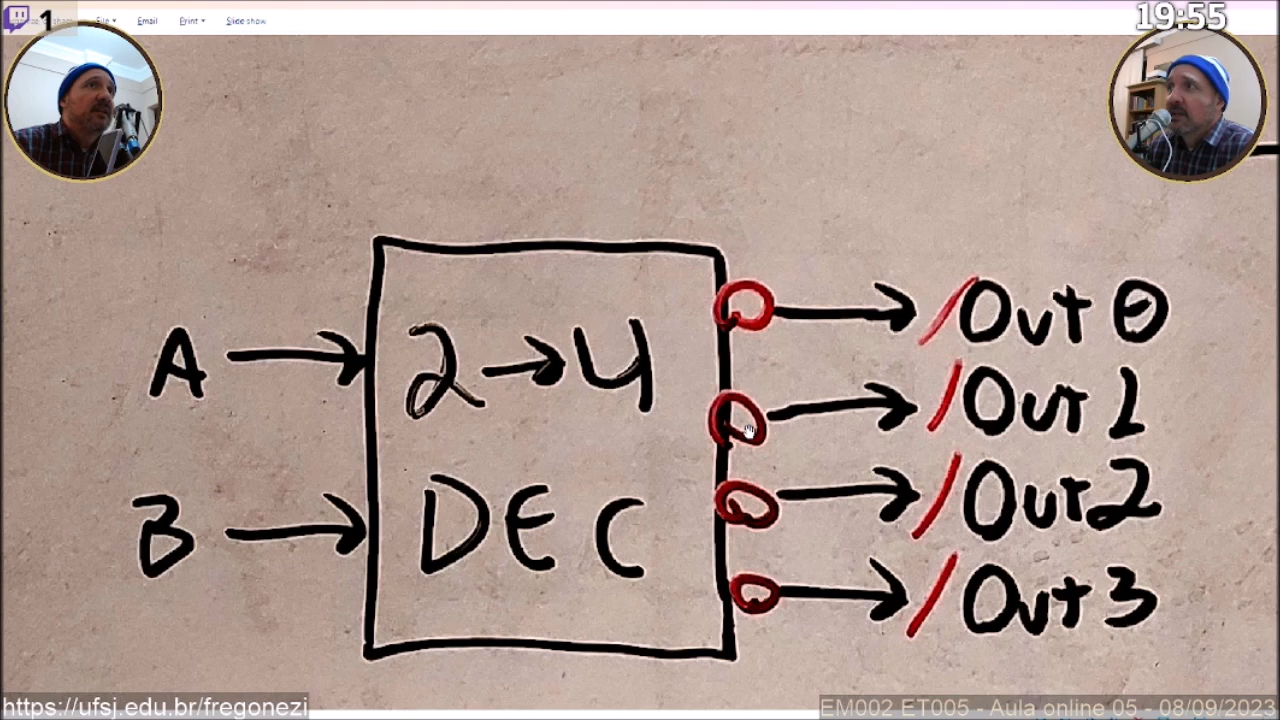 1
File Email Print Slide show
19:55
A
B
2→4
DEC
/Out 0
/Out 1
/Out 2
/Out 3
https://ufsj.edu.br/fregonezi
EM002 ET005 - Aula online 05 - 08/09/2023